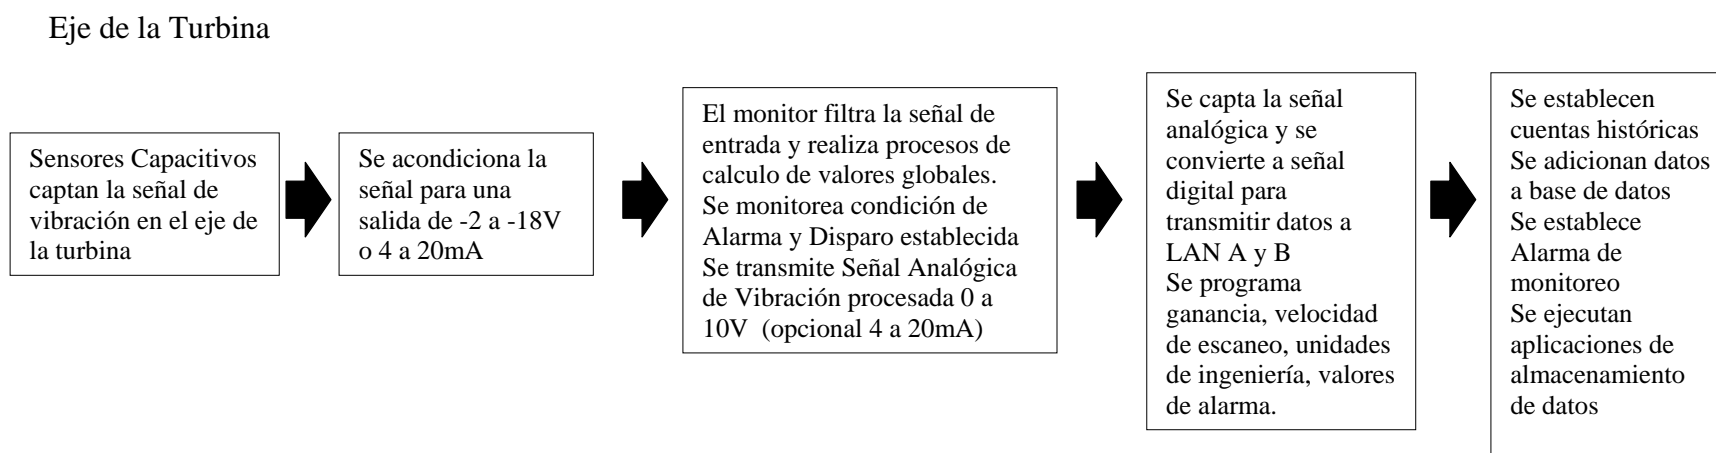 Eje de la Turbina
Sensores Capacitivos
captan la señal de
vibración en el eje de
la turbina
Se acondiciona la
señal para una
salida de -2 a -18V
o 4 a 20mA
El monitor filtra la señal de
entrada y realiza procesos de
calculo de valores globales.
Se monitorea condición de
Alarma y Disparo establecida
Se transmite Señal Analógica
de Vibración procesada 0 a
10V (opcional 4 a 20mA)
Se capta la señal
analógica y se
convierte a señal
digital para
transmitir datos a
LAN A y B
Se programa
ganancia, velocidad
de escaneo, unidades
de ingeniería, valores
de alarma.
Se establecen
cuentas históricas
Se adicionan datos
a base de datos
Se establece
Alarma de
monitoreo
Se ejecutan
aplicaciones de
almacenamiento
de datos